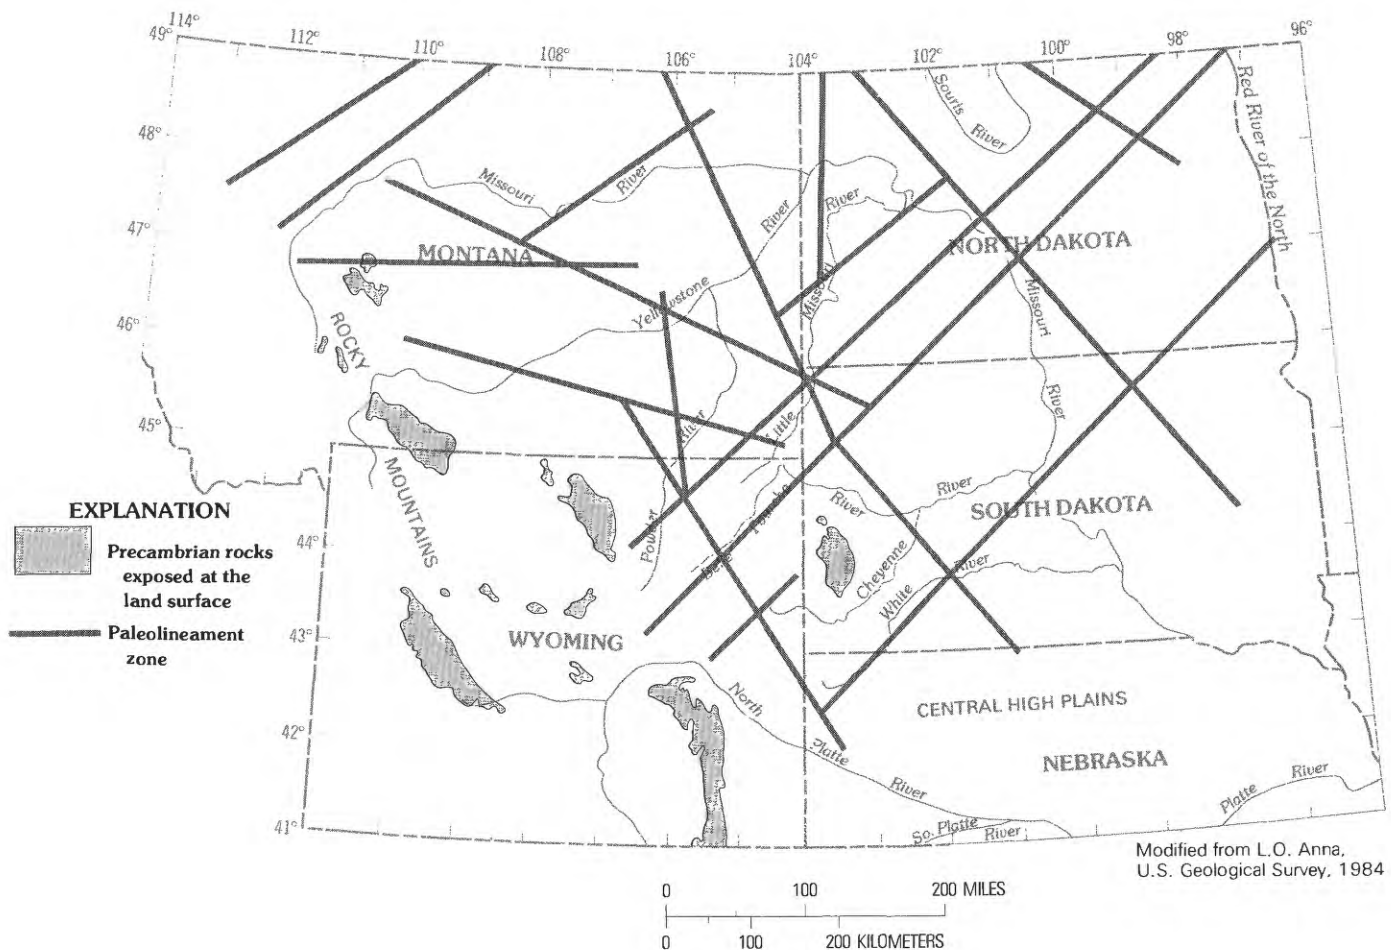 114°
49°
112°
110°
108°
106°
104°
102°
100°
98°
96°
48°
47°
46°
45°
44°
43°
42°
41°
Souris
River
Red River of the North
Missouri
River
River
River
MONTANA
NORTH DAKOTA
Missouri
Missouri
Yellowstone
ROCKY
River
Little
River
MOUNTAINS
River
River
SOUTH DAKOTA
Powder
Fourche
Belle
Cheyenne
River
White
WYOMING
North
CENTRAL HIGH PLAINS
Platte
NEBRASKA
River
River
Platte
So. Platte
River
EXPLANATION
Precambrian rocks
exposed at the
land surface
Paleolineament
zone
Modified from L.O. Anna,
U.S. Geological Survey, 1984
0 100 200 MILES
0 100 200 KILOMETERS